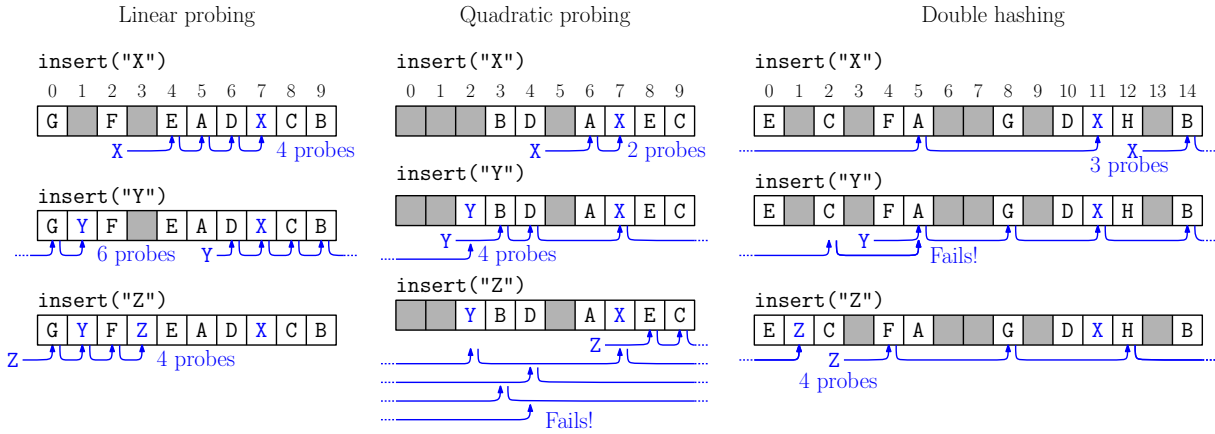 Linear probing
insert("X")
0 1 2 3 4 5 6 7 8 9
G F E A D X C B
X 4 probes
insert("Y")
G Y F E A D X C B
6 probes Y
insert("Z")
G Y F Z E A D X C B
Z 4 probes
Quadratic probing
insert("X")
0 1 2 3 4 5 6 7 8 9
B D A X E C
X 2 probes
insert("Y")
Y B D A X E C
Y 4 probes
insert("Z")
Y B D A X E C
Z
Fails!
Double hashing
insert("X")
0 1 2 3 4 5 6 7 8 9 10 11 12 13 14
E C F A G D X H B
X
3 probes
insert("Y")
E C F A G D X H B
Y Fails!
insert("Z")
E Z C F A G D X H B
Z
4 probes